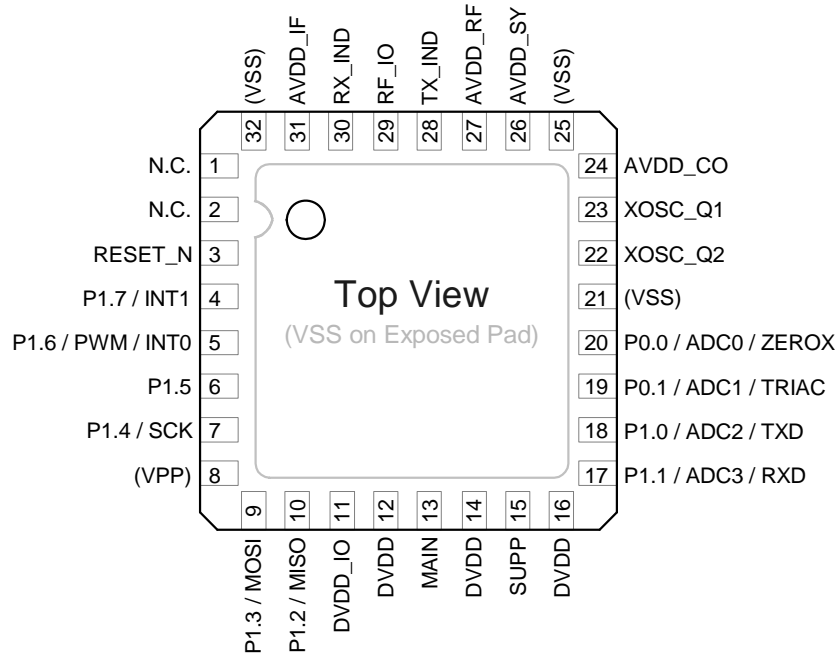 (VSS)
AVDD_IF
RX_IND
RF_IO
TX_IND
AVDD_RF
AVDD_SY
(VSS)
32 31 30 29 28 27 26 25
N.C. 1
N.C. 2
RESET_N 3
P1.7 / INT1 4
P1.6 / PWM / INT0 5
P1.5 6
P1.4 / SCK 7
(VPP) 8
Top View
(VSS on Exposed Pad)
24 AVDD_CO
23 XOSC_Q1
22 XOSC_Q2
21 (VSS)
20 P0.0 / ADC0 / ZEROX
19 P0.1 / ADC1 / TRIAC
18 P1.0 / ADC2 / TXD
17 P1.1 / ADC3 / RXD
9 10 11 12 13 14 15 16
P1.3 / MOSI
P1.2 / MISO
DVDD_IO
DVDD
MAIN
DVDD
SUPP
DVDD